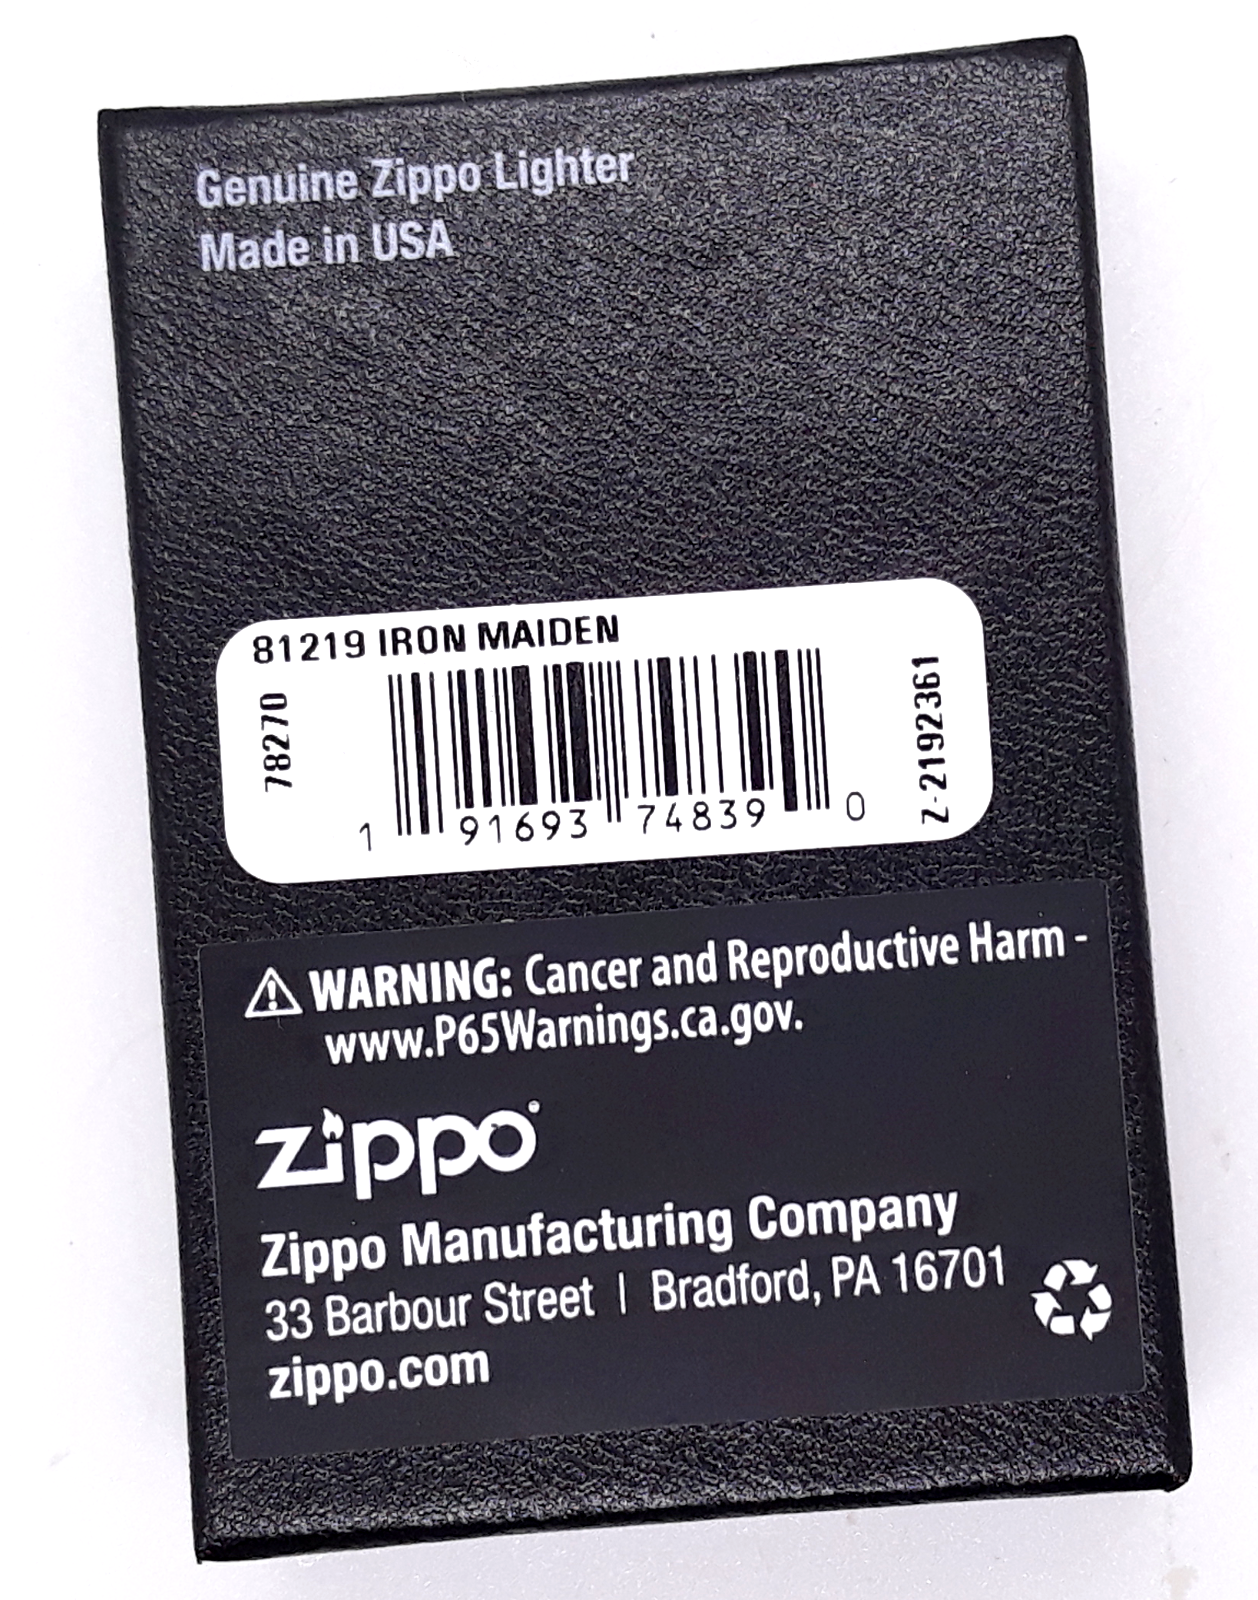 Genuine Zippo Lighter
Made in USA
81219 IRON MAIDEN
78270
1 91693 74839 0
Z-2192361
WARNING: Cancer and Reproductive Harm -
www.P65Warnings.ca.gov.
zippo®
Zippo Manufacturing Company
33 Barbour Street | Bradford, PA 16701
zippo.com